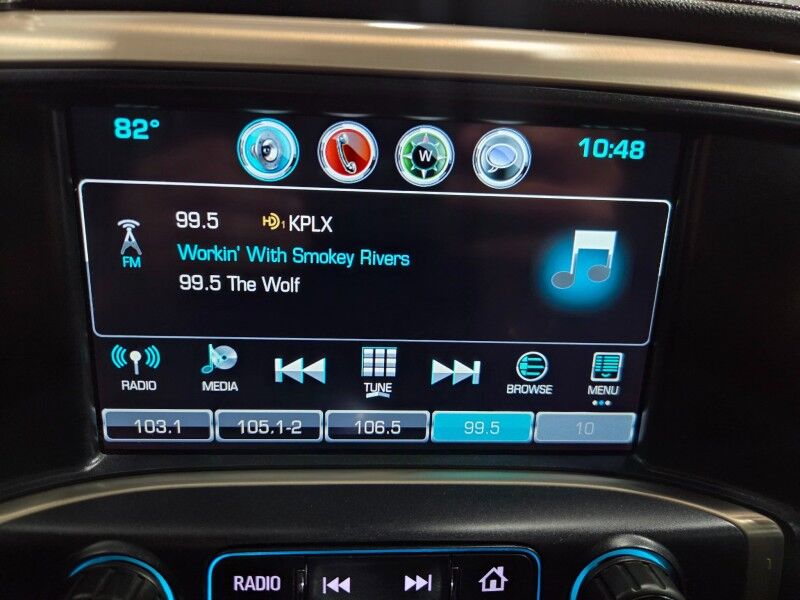 82°
W
10:48
99.5 HD1 KPLX
FM
Workin' With Smokey Rivers
99.5 The Wolf
RADIO MEDIA TUNE BROWSE MENU
103.1 105.1-2 106.5 99.5 10
RADIO